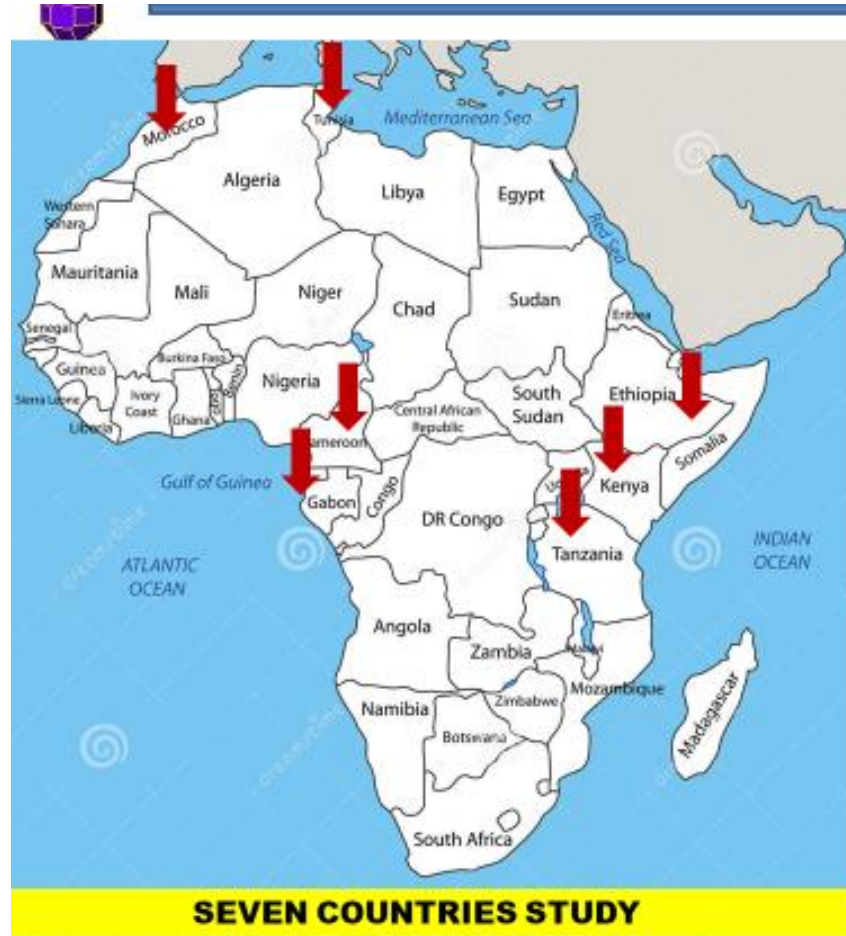 Morocco
Tunisia
Mediterranean Sea
Algeria
Libya
Egypt
Western
Sahara
Red Sea
Mauritania
Mali
Niger
Chad
Sudan
Eritrea
Senegal
Burkina Faso
Guinea
Nigeria
Benin
Togo
Ivory
Coast
Ghana
Sierra Leone
Liberia
Central African
Republic
South
Sudan
Ethiopia
Somalia
ameroon
Gulf of Guinea
Gabon
Congo
DR Congo
Kenya
Tanzania
INDIAN
OCEAN
ATLANTIC
OCEAN
Angola
Zambia
Malawi
Mozambique
Zimbabwe
Namibia
Botswana
Madagascar
South Africa
SEVEN COUNTRIES STUDY